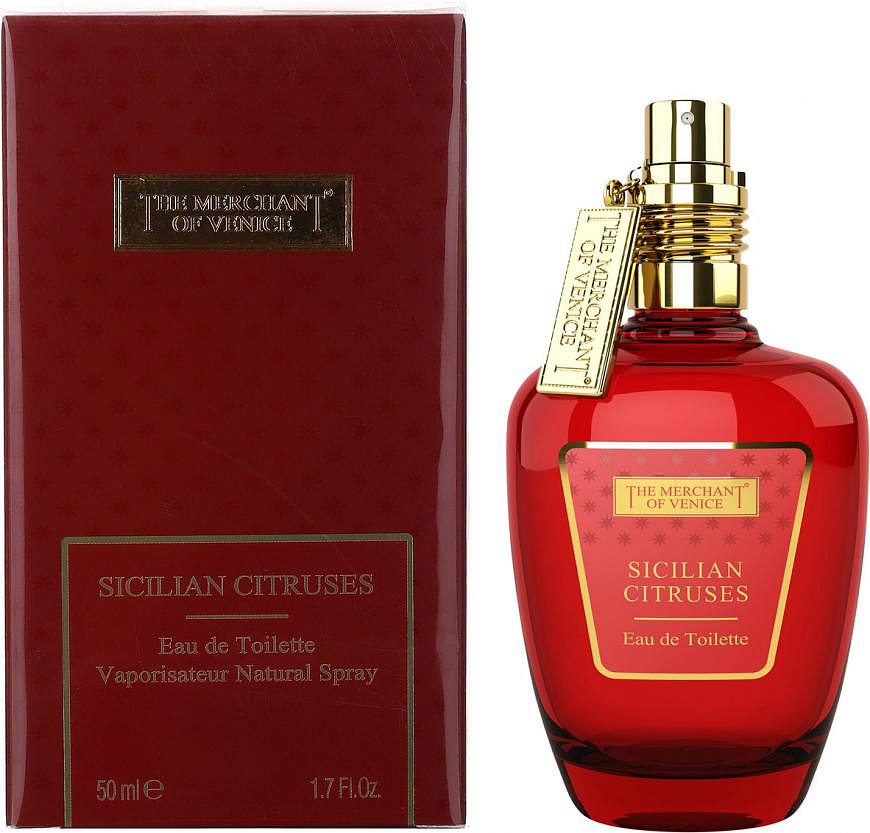 THE MERCHANT®
OF VENICE
SICILIAN CITRUSES
Eau de Toilette
Vaporisateur Natural Spray
50 ml ℮
1.7 Fl.Oz.
THE MERCHANT®
OF VENICE
THE MERCHANT®
OF VENICE
SICILIAN
CITRUSES
Eau de Toilette